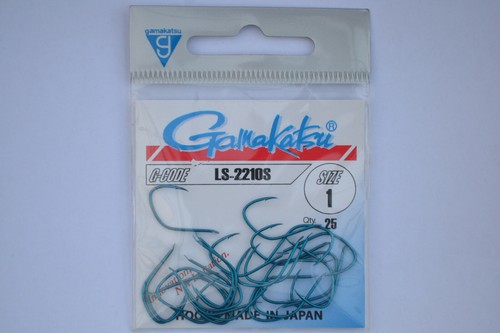 gamakatsu
g
Gamakatsu®
G-CODE LS-2210S
SIZE
1
Qty. 25
MADE IN JAPAN